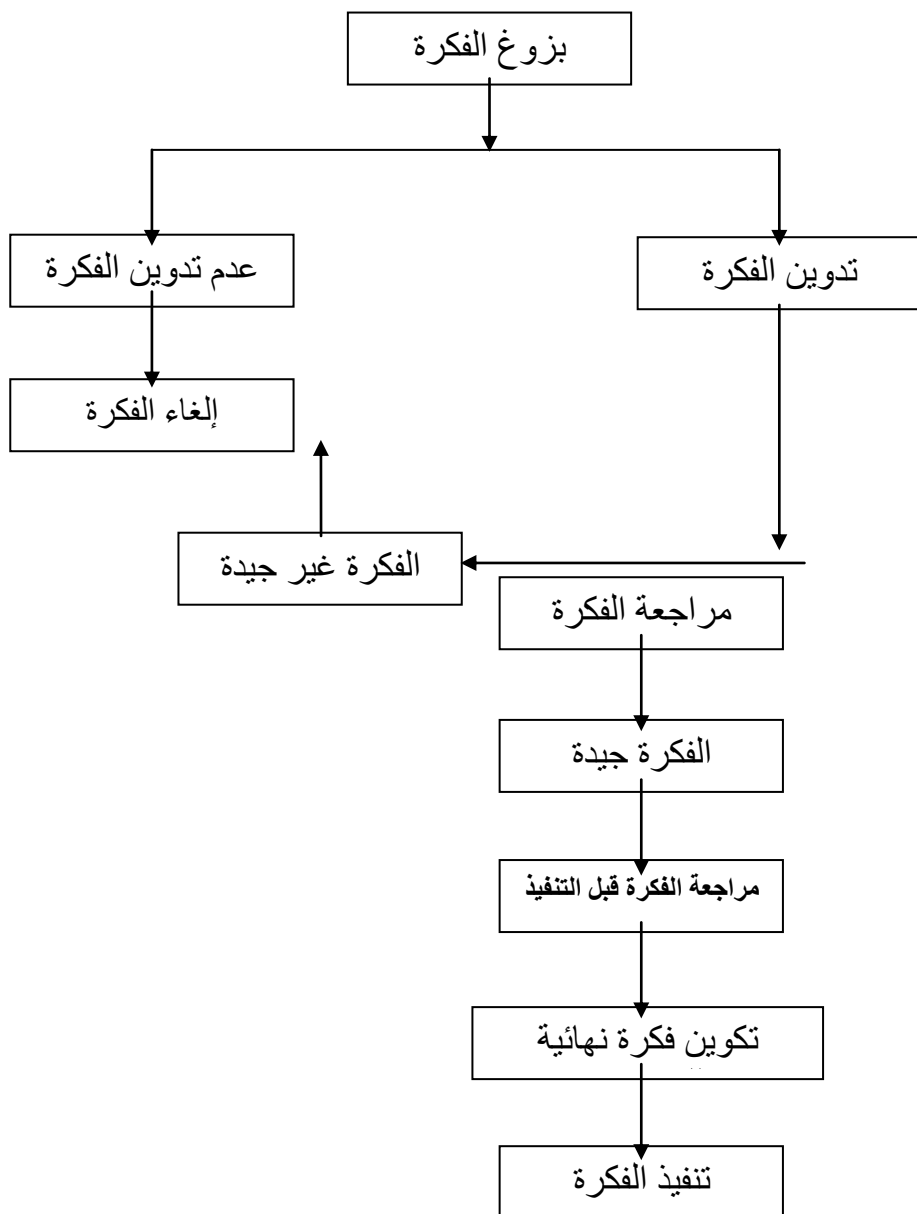 بزوغ الفكرة
تدوين الفكرة
عدم تدوين الفكرة
إلغاء الفكرة
الفكرة غير جيدة
مراجعة الفكرة
الفكرة جيدة
مراجعة الفكرة قبل التنفيذ
تكوين فكرة نهائية
تنفيذ الفكرة